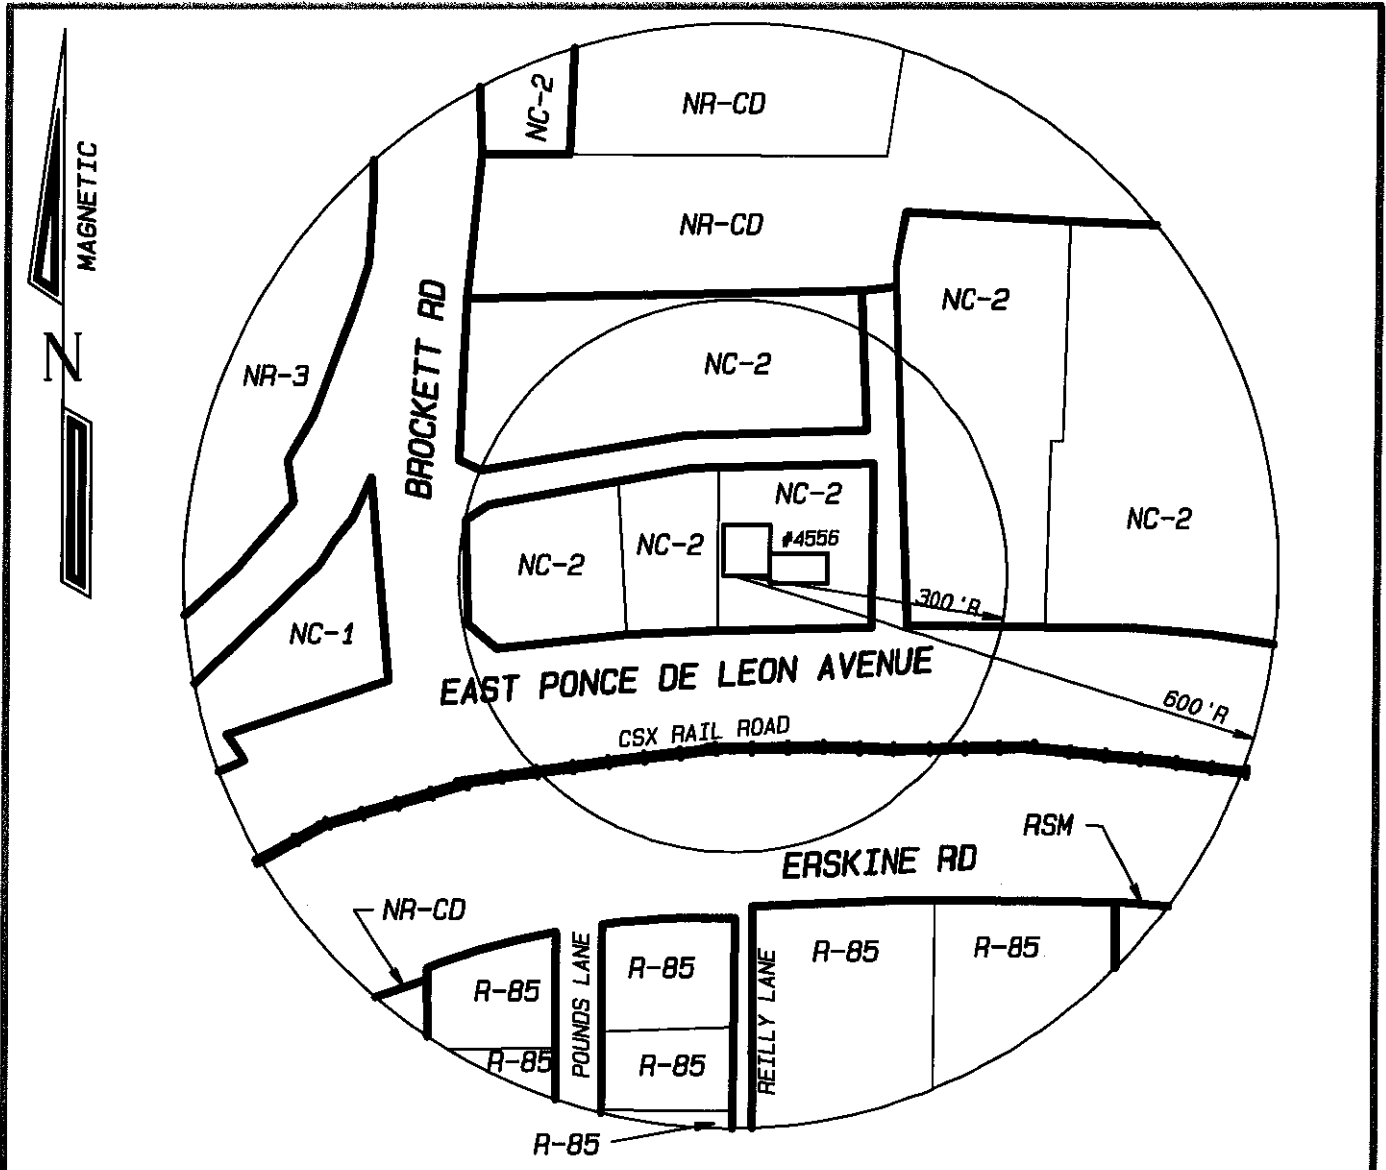 MAGNETIC
N
NC-2
NR-CD
NR-CD
NC-2
NR-3
BROCKETT RD
NC-2
NC-2
#4556
NC-2
NC-2
NC-2
300'R
NC-1
EAST PONCE DE LEON AVENUE
600'R
CSX RAIL ROAD
RSM
ERSKINE RD
NR-CD
R-85
R-85
R-85
R-85
POUNDS LANE
REILLY LANE
R-85
R-85
R-85